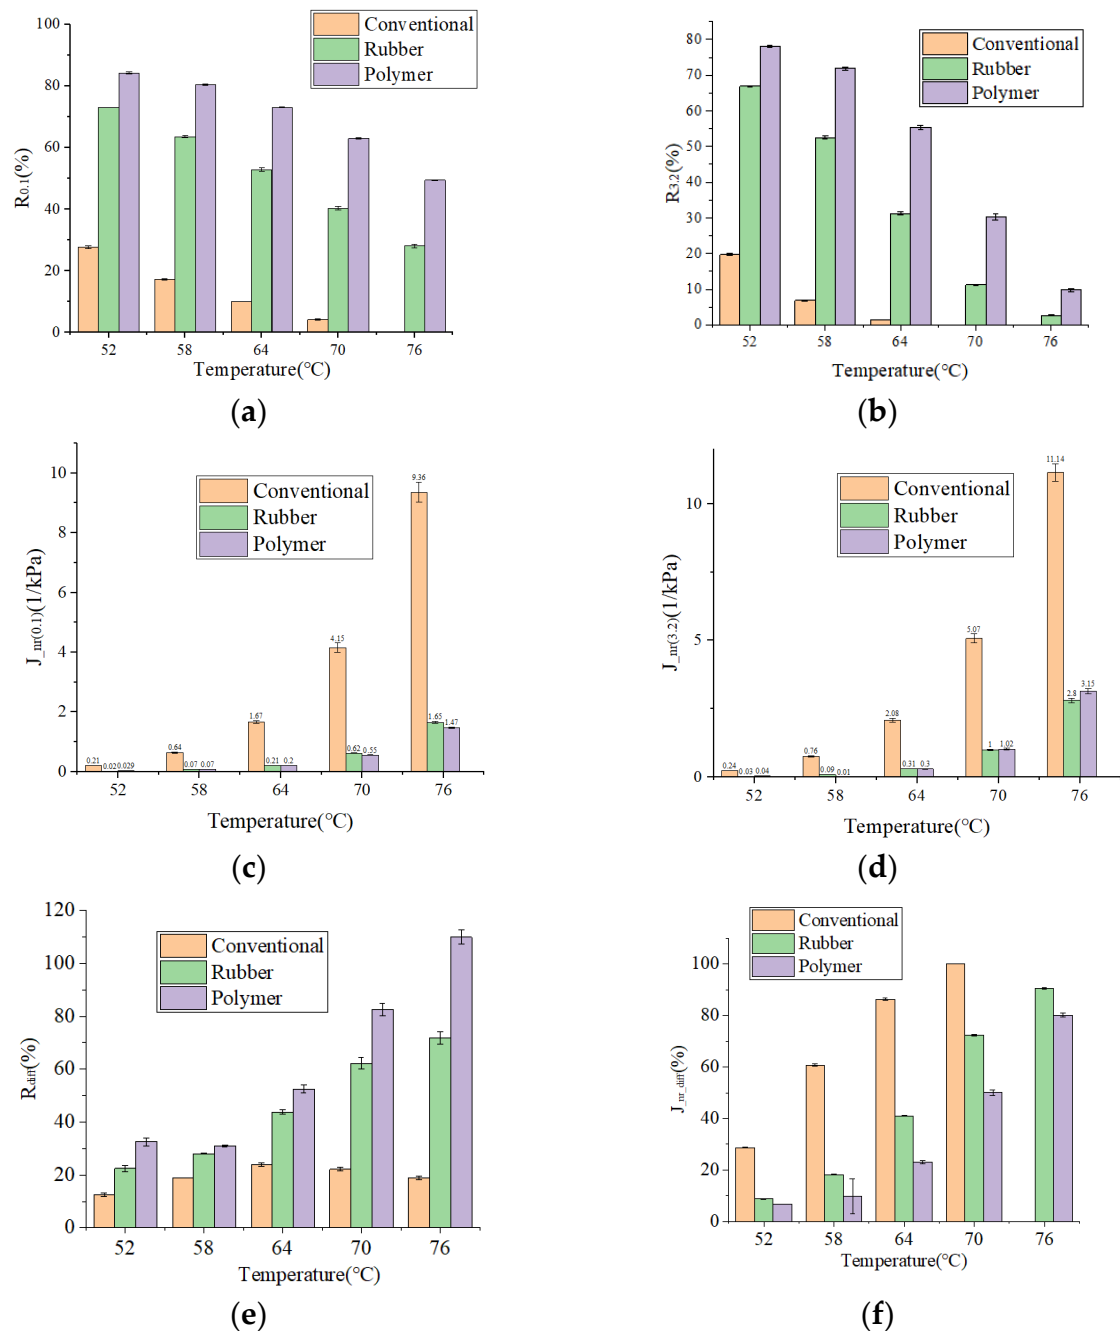 100
80
60
40
20
0
R0.1(%)
Conventional
Rubber
Polymer
52 58 64 70 76
Temperature(°C)
(a)
80
70
60
50
40
30
20
10
0
R3.2(%)
Conventional
Rubber
Polymer
52 58 64 70 76
Temperature(°C)
(b)
10
8
6
4
2
0
J_nr(0.1)(1/kPa)
Conventional
Rubber
Polymer
0.21 0.02 0.029
0.64 0.07 0.07
1.67 0.21 0.2
4.15 0.62 0.55
9.36 1.65 1.47
52 58 64 70 76
Temperature(°C)
(c)
10
5
0
J_nr(3.2)(1/kPa)
Conventional
Rubber
Polymer
0.24 0.03 0.04
0.76 0.09 0.01
2.08 0.31 0.3
5.07 1 1.02
11.14 2.8 3.15
52 58 64 70 76
Temperature(°C)
(d)
120
100
80
60
40
20
0
Rdiff(%)
Conventional
Rubber
Polymer
52 58 64 70 76
Temperature(°C)
(e)
100
80
60
40
20
0
J_nr_diff(%)
Conventional
Rubber
Polymer
52 58 64 70 76
Temperature(°C)
(f)